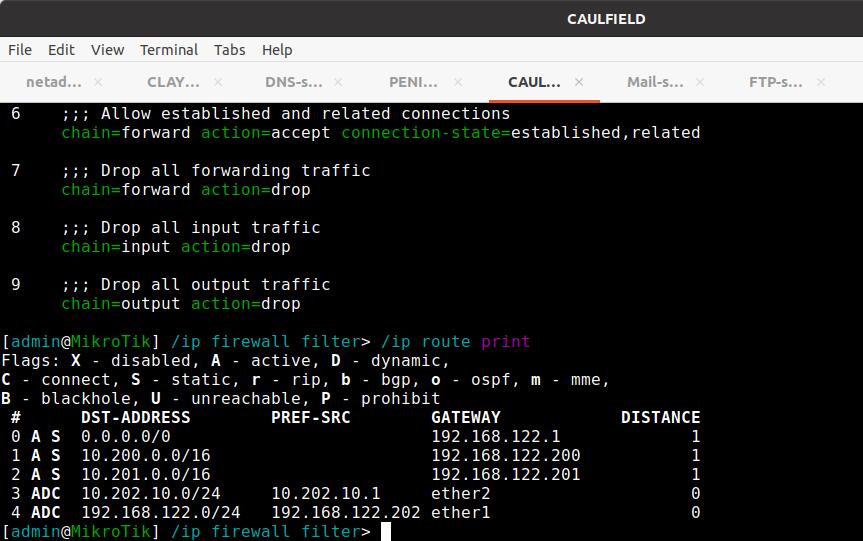 CAULFIELD
File Edit View Terminal Tabs Help
netad... × CLAY... × DNS-s... × PENI... × CAUL... × Mail-s... × FTP-s... ×
6 ;;; Allow established and related connections
chain=forward action=accept connection-state=established,related
7 ;;; Drop all forwarding traffic
chain=forward action=drop
8 ;;; Drop all input traffic
chain=input action=drop
9 ;;; Drop all output traffic
chain=output action=drop
[admin@MikroTik] /ip firewall filter> /ip route print
Flags: X - disabled, A - active, D - dynamic,
C - connect, S - static, r - rip, b - bgp, o - ospf, m - mme,
B - blackhole, U - unreachable, P - prohibit
# DST-ADDRESS PREF-SRC GATEWAY DISTANCE
0 A S 0.0.0.0/0 192.168.122.1 1
1 A S 10.200.0.0/16 192.168.122.200 1
2 A S 10.201.0.0/16 192.168.122.201 1
3 ADC 10.202.10.0/24 10.202.10.1 ether2 0
4 ADC 192.168.122.0/24 192.168.122.202 ether1 0
[admin@MikroTik] /ip firewall filter>